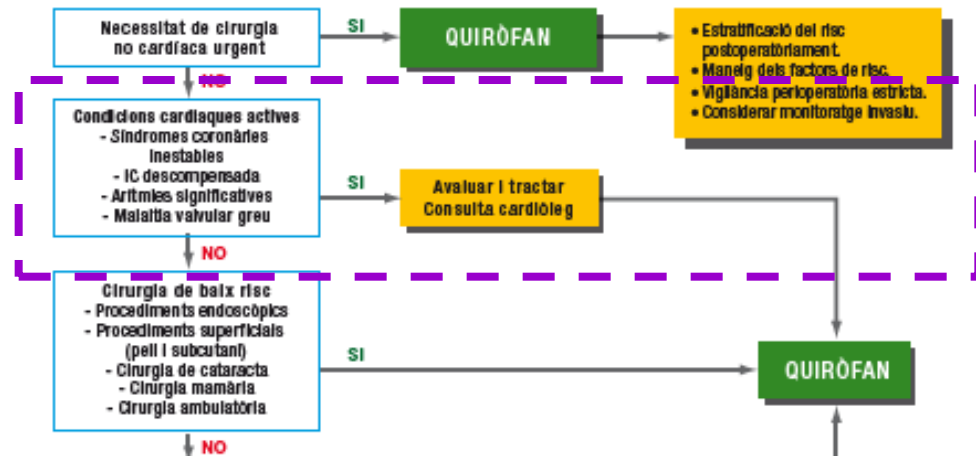 Necessitat de cirurgia
no cardíaca urgent
SI
QUIRÒFAN
• Estratificació del risc
postoperatòriament.
• Maneig dels factors de risc.
• Vigilància perioperatòria estricta.
• Considerar monitoratge invasiu.
NO
Condicions cardíaques actives
- Síndromes coronàries
inestables
- IC descompensada
- Arítmies significatives
- Malaltia valvular greu
SI
Avaluar i tractar
Consulta cardiòleg
NO
Cirurgia de baix risc
- Procediments endoscòpics
- Procediments superficials
(pell i subcutani)
- Cirurgia de cataracta
- Cirurgia mamària
- Cirurgia ambulatòria
SI
QUIRÒFAN
NO